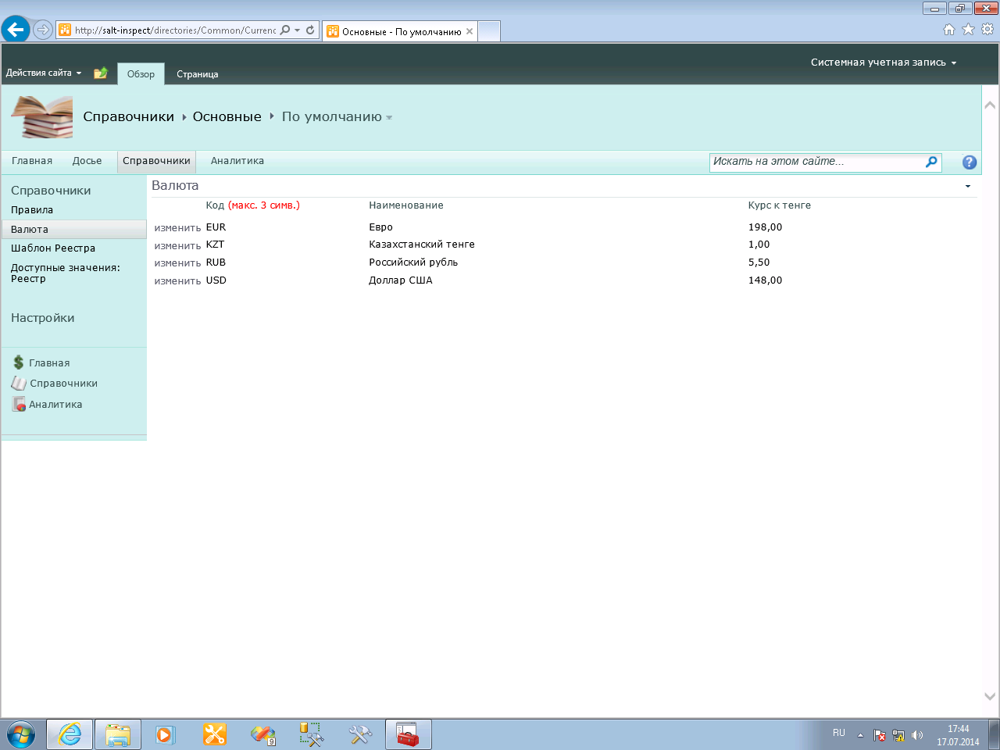 http://salt-inspect/directories/Common/Currenc
Основные - По умолчанию
Системная учетная запись
Действия сайта
Обзор
Страница
Справочники
Основные
По умолчанию
Главная
Досье
Справочники
Аналитика
Искать на этом сайте...
Справочники
Правила
Валюта
Шаблон Реестра
Доступные значения:
Реестр
Настройки
Главная
Справочники
Аналитика
Валюта
Код (макс. 3 симв.) Наименование Курс к тенге
изменить EUR Евро 198,00
изменить KZT Казахстанский тенге 1,00
изменить RUB Российский рубль 5,50
изменить USD Доллар США 148,00
9
RU
17:44
17.07.2014